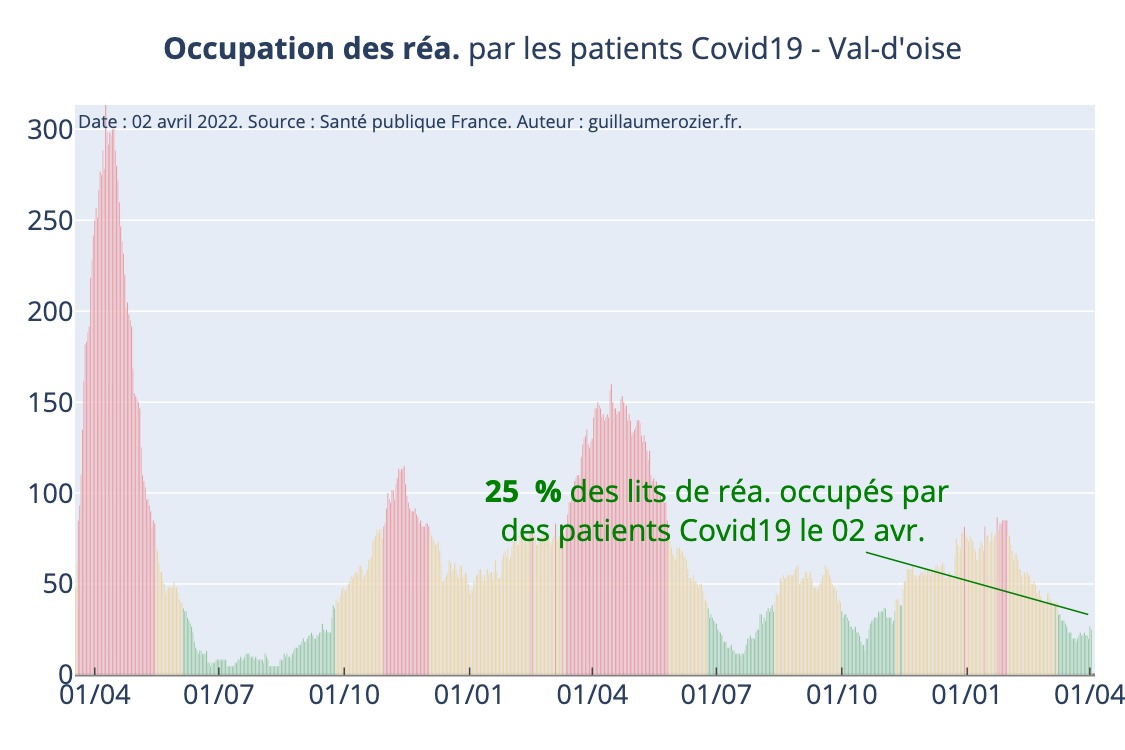 Occupation des réa. par les patients Covid19 - Val-d'oise
300
Date : 02 avril 2022. Source : Santé publique France. Auteur : guillaumerozier.fr.
250
200
150
100
25 % des lits de réa. occupés par
des patients Covid19 le 02 avr.
50
0
01/04 01/07 01/10 01/01 01/04 01/07 01/10 01/01 01/04